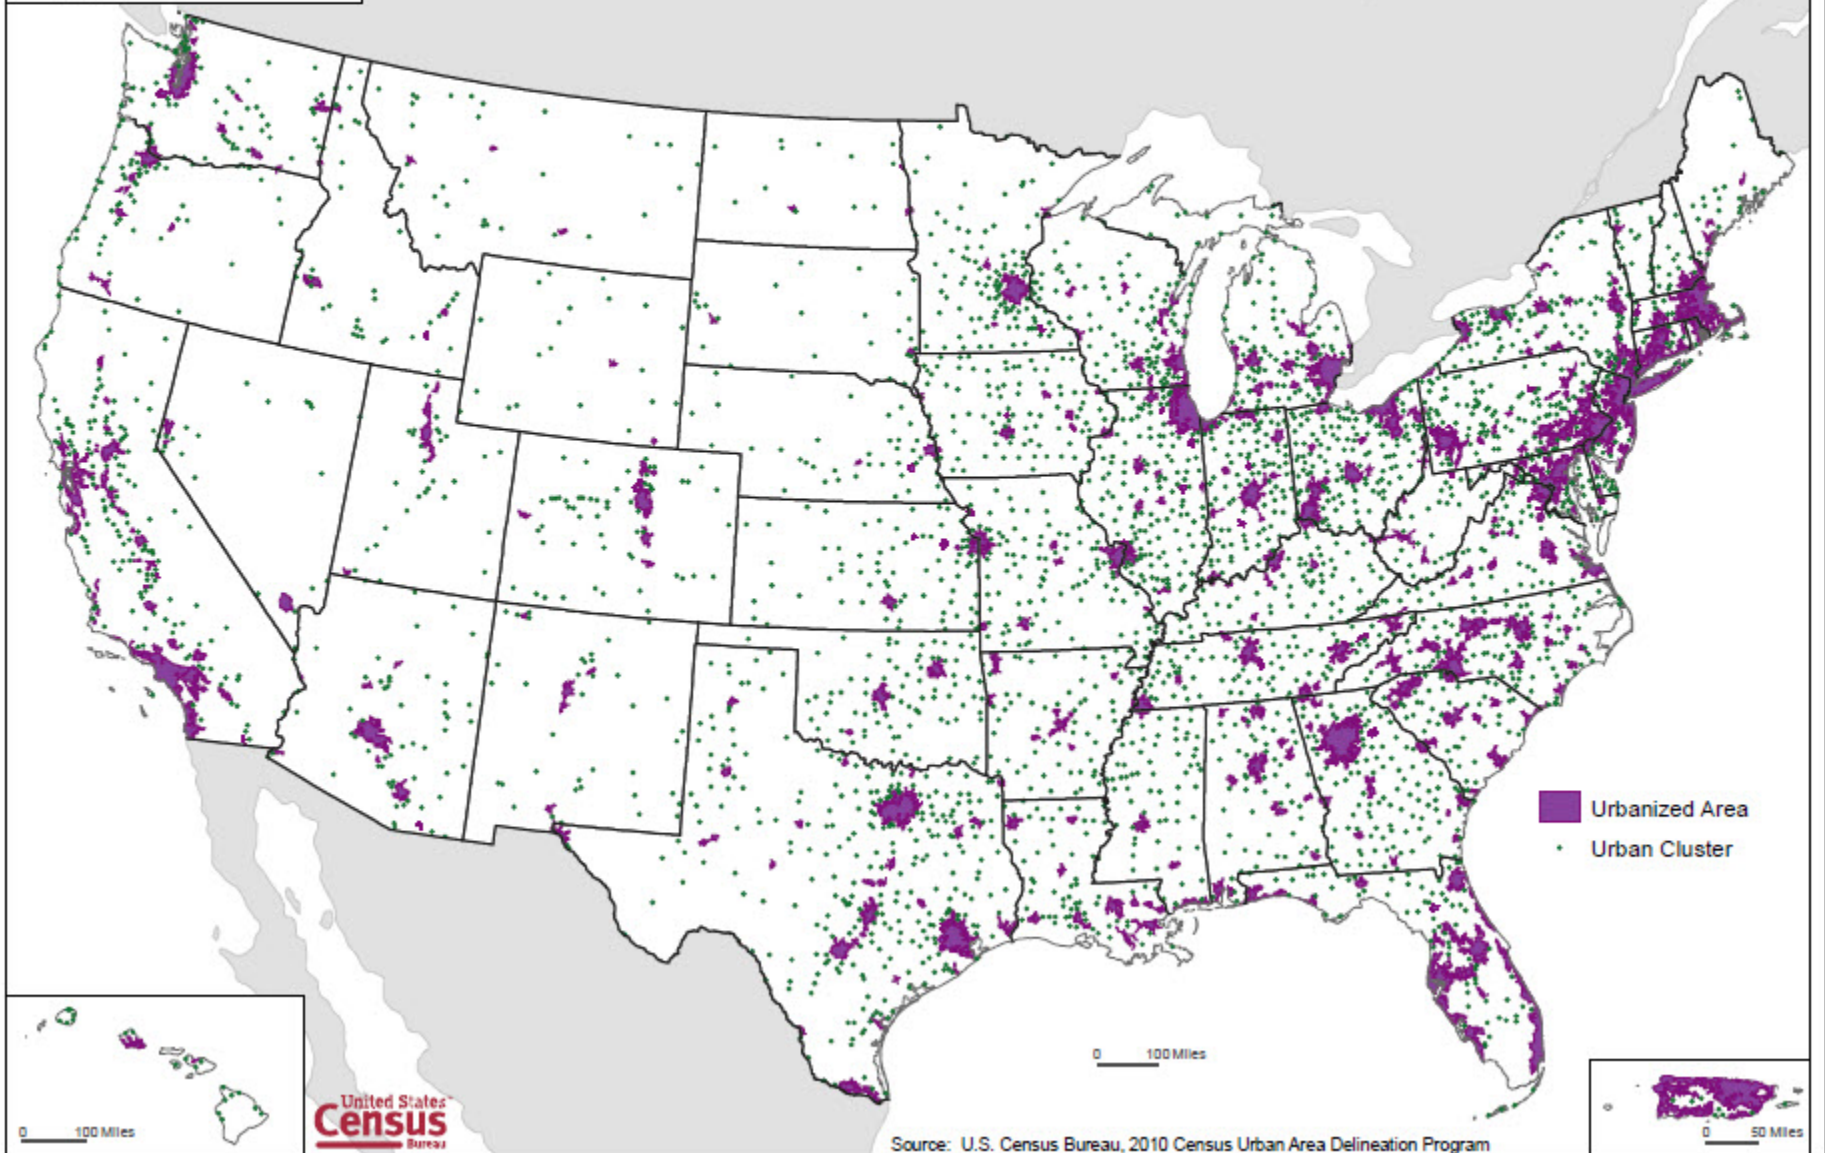 Urbanized Area
Urban Cluster
0 100 Miles
0 100 Miles
United States
Census
Bureau
Source: U.S. Census Bureau, 2010 Census Urban Area Delineation Program
0 50 Miles